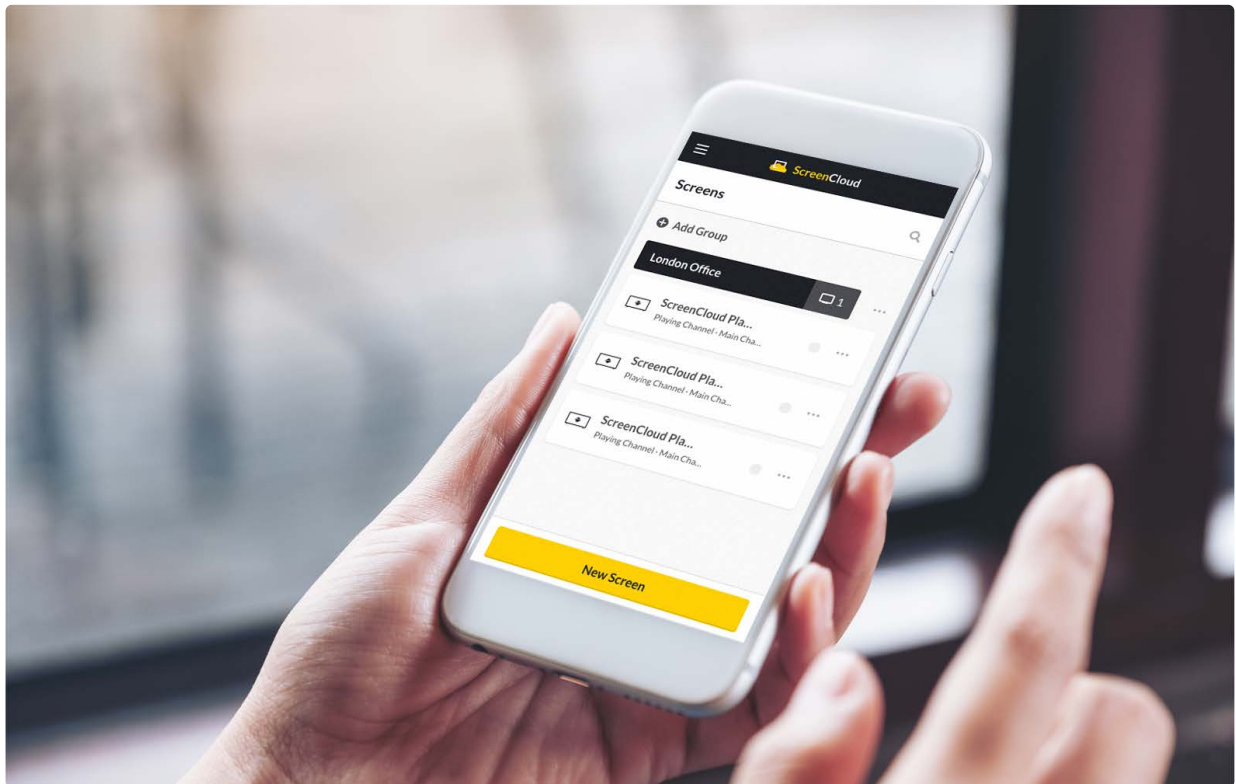 ScreenCloud
Screens
Add Group
London Office
1
ScreenCloud Pla...
Playing Channel · Main Cha...
ScreenCloud Pla...
Playing Channel · Main Cha...
ScreenCloud Pla...
Playing Channel · Main Cha...
New Screen